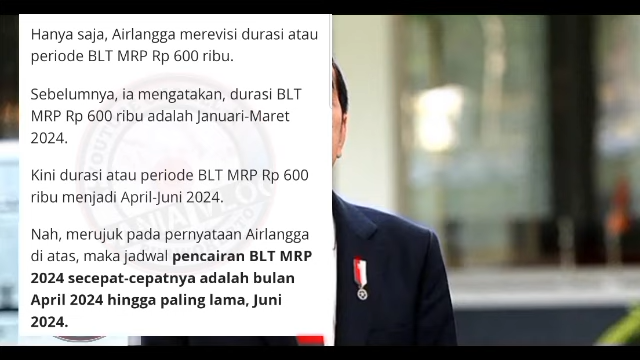 Hanya saja, Airlangga merevisi durasi atau
periode BLT MRP Rp 600 ribu.
Sebelumnya, ia mengatakan, durasi BLT
MRP Rp 600 ribu adalah Januari-Maret
2024.
Kini durasi atau periode BLT MRP Rp 600
ribu menjadi April-Juni 2024.
Nah, merujuk pada pernyataan Airlangga
di atas, maka jadwal pencairan BLT MRP
2024 secepat-cepatnya adalah bulan
April 2024 hingga paling lama, Juni
2024.